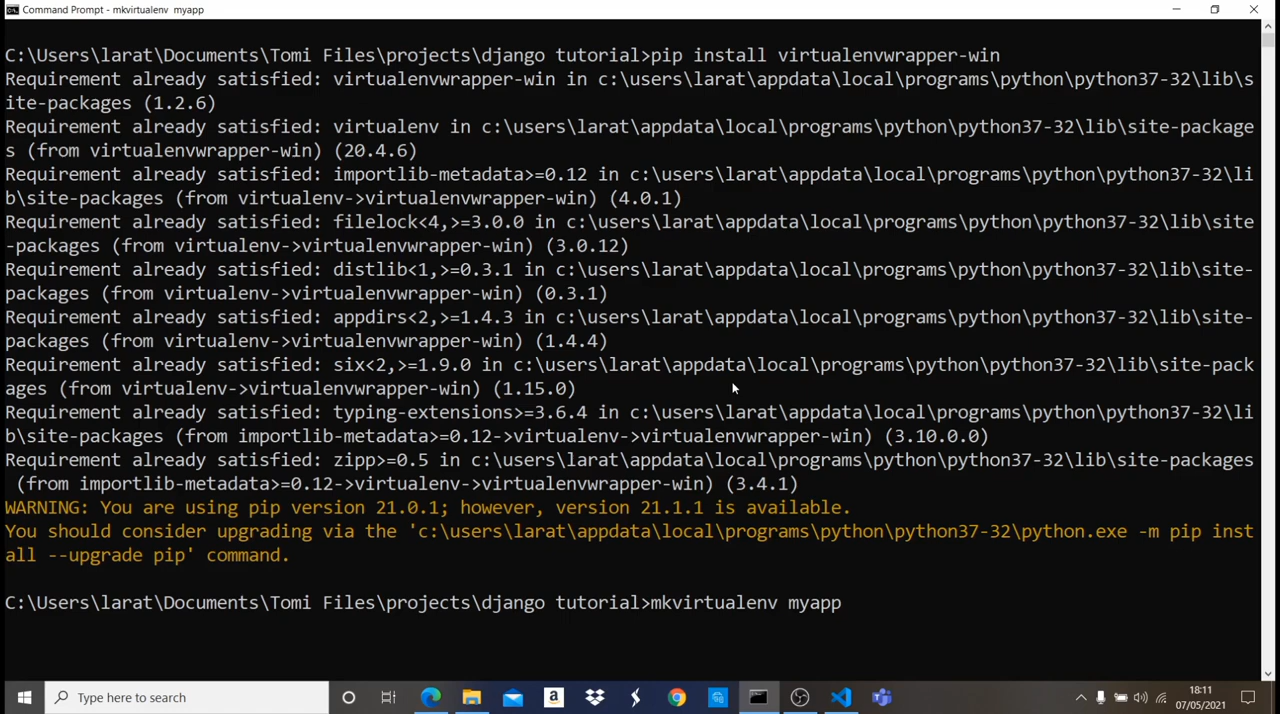 Command Prompt - mkvirtualenv  myapp
C:\Users\larat\Documents\Tomi Files\projects\django tutorial>pip install virtualenvwrapper-win
Requirement already satisfied: virtualenvwrapper-win in c:\users\larat\appdata\local\programs\python\python37-32\lib\s
ite-packages (1.2.6)
Requirement already satisfied: virtualenv in c:\users\larat\appdata\local\programs\python\python37-32\lib\site-package
s (from virtualenvwrapper-win) (20.4.6)
Requirement already satisfied: importlib-metadata>=0.12 in c:\users\larat\appdata\local\programs\python\python37-32\li
b\site-packages (from virtualenv->virtualenvwrapper-win) (4.0.1)
Requirement already satisfied: filelock<4,>=3.0.0 in c:\users\larat\appdata\local\programs\python\python37-32\lib\site
-packages (from virtualenv->virtualenvwrapper-win) (3.0.12)
Requirement already satisfied: distlib<1,>=0.3.1 in c:\users\larat\appdata\local\programs\python\python37-32\lib\site-
packages (from virtualenv->virtualenvwrapper-win) (0.3.1)
Requirement already satisfied: appdirs<2,>=1.4.3 in c:\users\larat\appdata\local\programs\python\python37-32\lib\site-
packages (from virtualenv->virtualenvwrapper-win) (1.4.4)
Requirement already satisfied: six<2,>=1.9.0 in c:\users\larat\appdata\local\programs\python\python37-32\lib\site-pack
ages (from virtualenv->virtualenvwrapper-win) (1.15.0)
Requirement already satisfied: typing-extensions>=3.6.4 in c:\users\larat\appdata\local\programs\python\python37-32\li
b\site-packages (from importlib-metadata>=0.12->virtualenv->virtualenvwrapper-win) (3.10.0.0)
Requirement already satisfied: zipp>=0.5 in c:\users\larat\appdata\local\programs\python\python37-32\lib\site-packages
 (from importlib-metadata>=0.12->virtualenv->virtualenvwrapper-win) (3.4.1)
WARNING: You are using pip version 21.0.1; however, version 21.1.1 is available.
You should consider upgrading via the 'c:\users\larat\appdata\local\programs\python\python37-32\python.exe -m pip inst
all --upgrade pip' command.
C:\Users\larat\Documents\Tomi Files\projects\django tutorial>mkvirtualenv myapp
Type here to search
18:11
07/05/2021